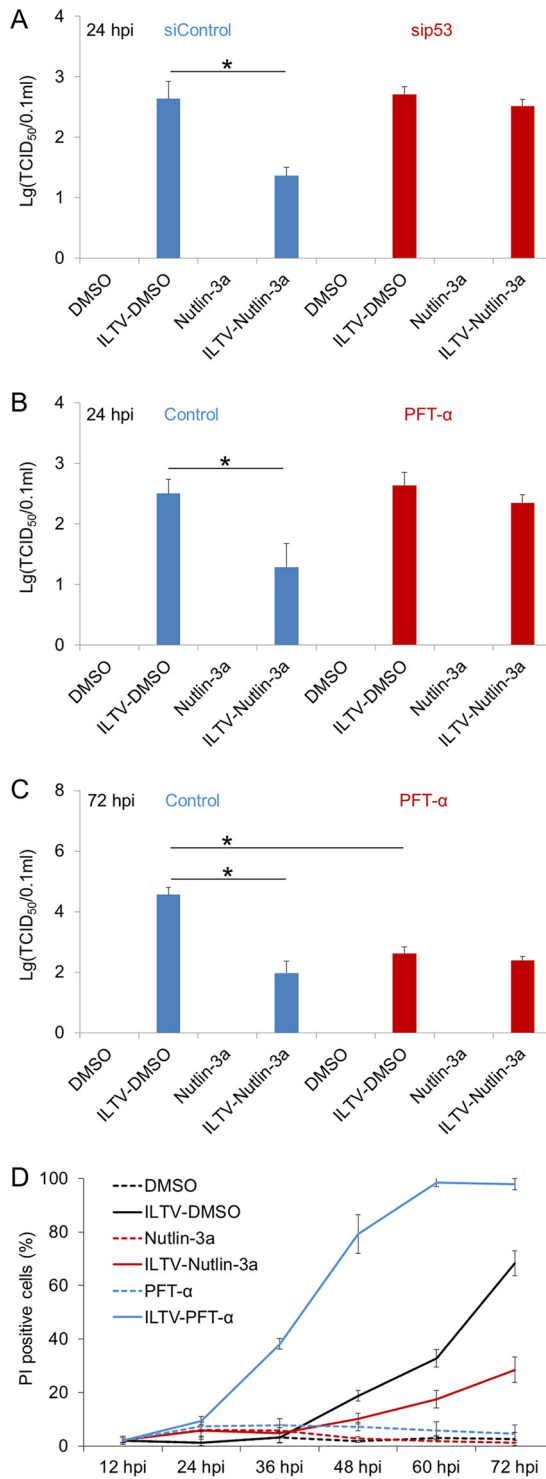 A
24 hpi siControl sip53
*
Lg(TCID50/0.1ml)
4
3
2
1
0
DMSO ILTV-DMSO Nutlin-3a ILTV-Nutlin-3a DMSO ILTV-DMSO Nutlin-3a ILTV-Nutlin-3a
B
24 hpi Control PFT-α
*
Lg(TCID50/0.1ml)
4
3
2
1
0
DMSO ILTV-DMSO Nutlin-3a ILTV-Nutlin-3a DMSO ILTV-DMSO Nutlin-3a ILTV-Nutlin-3a
C
72 hpi Control PFT-α
*
*
Lg(TCID50/0.1ml)
8
6
4
2
0
DMSO ILTV-DMSO Nutlin-3a ILTV-Nutlin-3a DMSO ILTV-DMSO Nutlin-3a ILTV-Nutlin-3a
D
PI positive cells (%)
100
80
60
40
20
0
DMSO
ILTV-DMSO
Nutlin-3a
ILTV-Nutlin-3a
PFT-α
ILTV-PFT-α
12 hpi 24 hpi 36 hpi 48 hpi 60 hpi 72 hpi